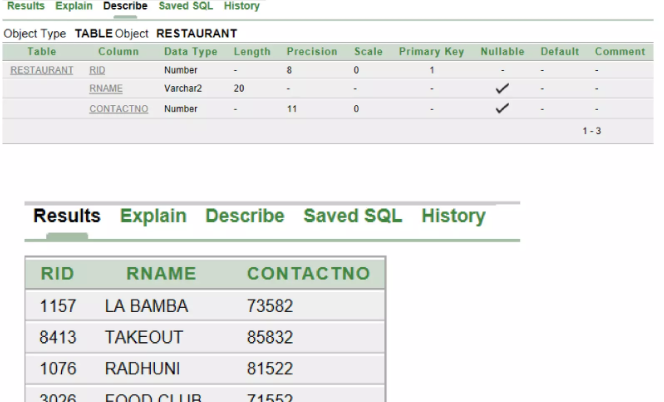 Results Explain Describe Saved SQL History
Object Type TABLE Object RESTAURANT
Table Column Data Type Length Precision Scale Primary Key Nullable Default Comment
RESTAURANT RID Number - 8 0 1 - - -
RNAME Varchar2 20 - - - ✓ - -
CONTACTNO Number - 11 0 - ✓ - -
1 - 3
Results Explain Describe Saved SQL History
RID RNAME CONTACTNO
1157 LA BAMBA 73582
8413 TAKEOUT 85832
1076 RADHUNI 81522
3026 FOOD CLUB 71552